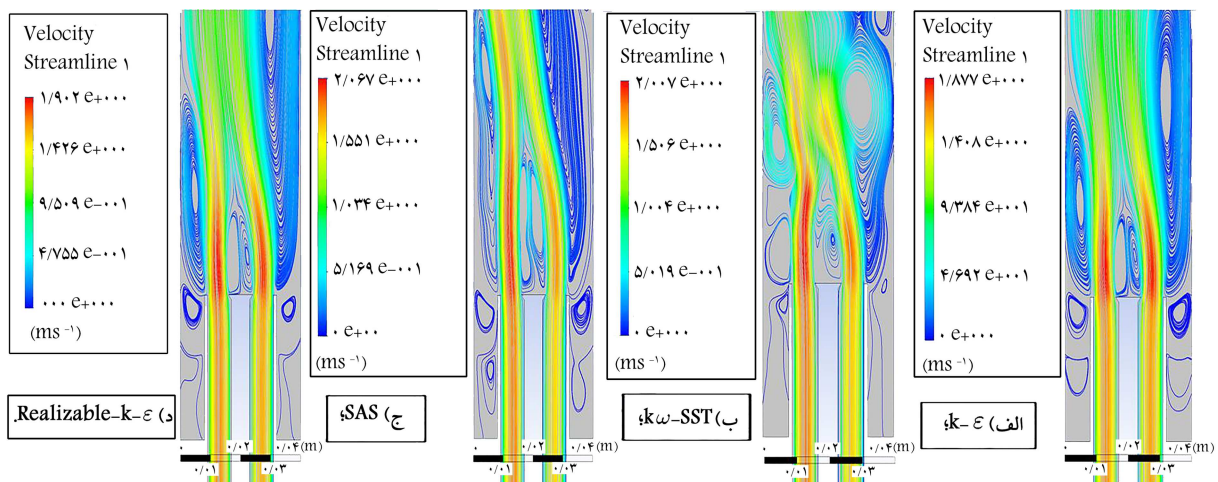 Velocity
Streamline ۱
۱/۹۰۲ e+۰۰۰
۱/۴۲۶ e+۰۰۰
۹/۵۰۹ e-۰۰۱
۴/۷۵۵ e-۰۰۱
۰۰۰ e+۰۰۰
(ms ⁻¹)
د) Realizable-k-ε.
۰
۰/۰۱
۰/۰۲
۰/۰۳
۰/۰۴ (m)
Velocity
Streamline ۱
۲/۰۶۷ e+۰۰۰
۱/۵۵۱ e+۰۰۰
۱/۰۳۴ e+۰۰۰
۵/۱۶۹ e-۰۰۱
۰ e+۰۰
(ms ⁻¹)
ج) SAS؛
۰
۰/۰۱
۰/۰۲
۰/۰۳
۰/۰۴ (m)
Velocity
Streamline ۱
۲/۰۰۷ e+۰۰۰
۱/۵۰۶ e+۰۰۰
۱/۰۰۴ e+۰۰۰
۵/۰۱۹ e-۰۰۱
۰ e+۰۰
(ms ⁻¹)
ب) kω-SST؛
۰
۰/۰۱
۰/۰۲
۰/۰۳
۰/۰۴ (m)
Velocity
Streamline ۱
۱/۸۷۷ e+۰۰۰
۱/۴۰۸ e+۰۰۰
۹/۳۸۴ e+۰۰۱
۴/۶۹۲ e+۰۰۱
۰ e+۰۰۰
(ms ⁻¹)
الف) k-ε؛
۰
۰/۰۱
۰/۰۲
۰/۰۳
۰/۰۴ (m)